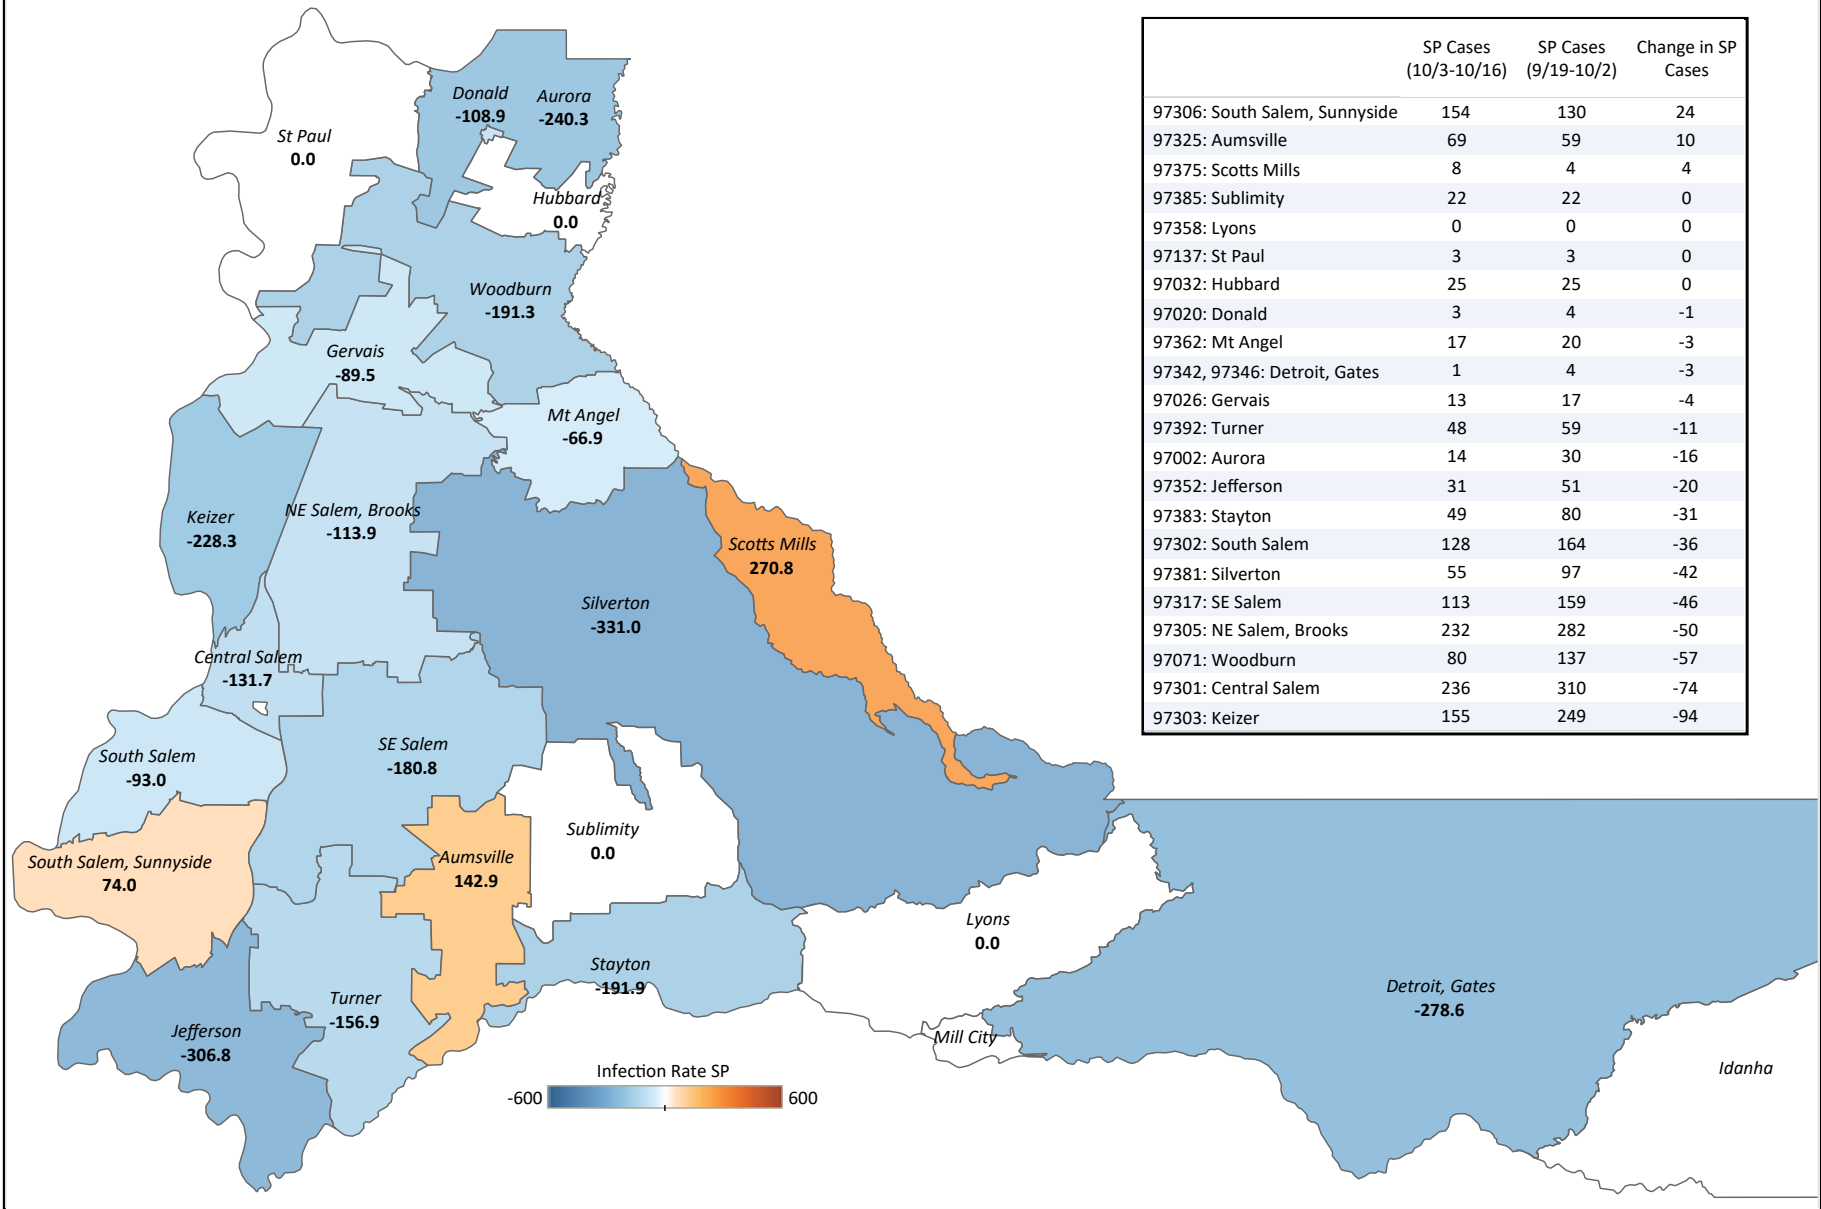 Donald
-108.9
Aurora
-240.3
St Paul
0.0
Hubbard
0.0
Woodburn
-191.3
Gervais
-89.5
Mt Angel
-66.9
Keizer
-228.3
NE Salem, Brooks
-113.9
Scotts Mills
270.8
Silverton
-331.0
Central Salem
-131.7
South Salem
-93.0
SE Salem
-180.8
Sublimity
0.0
South Salem, Sunnyside
74.0
Aumsville
142.9
Lyons
0.0
Stayton
-191.9
Turner
-156.9
Jefferson
-306.8
Detroit, Gates
-278.6
Mill City
Idanha
Infection Rate SP
-600 600
SP Cases SP Cases Change in SP
(10/3-10/16) (9/19-10/2) Cases
97306: South Salem, Sunnyside 154 130 24
97325: Aumsville 69 59 10
97375: Scotts Mills 8 4 4
97385: Sublimity 22 22 0
97358: Lyons 0 0 0
97137: St Paul 3 3 0
97032: Hubbard 25 25 0
97020: Donald 3 4 -1
97362: Mt Angel 17 20 -3
97342, 97346: Detroit, Gates 1 4 -3
97026: Gervais 13 17 -4
97392: Turner 48 59 -11
97002: Aurora 14 30 -16
97352: Jefferson 31 51 -20
97383: Stayton 49 80 -31
97302: South Salem 128 164 -36
97381: Silverton 55 97 -42
97317: SE Salem 113 159 -46
97305: NE Salem, Brooks 232 282 -50
97071: Woodburn 80 137 -57
97301: Central Salem 236 310 -74
97303: Keizer 155 249 -94